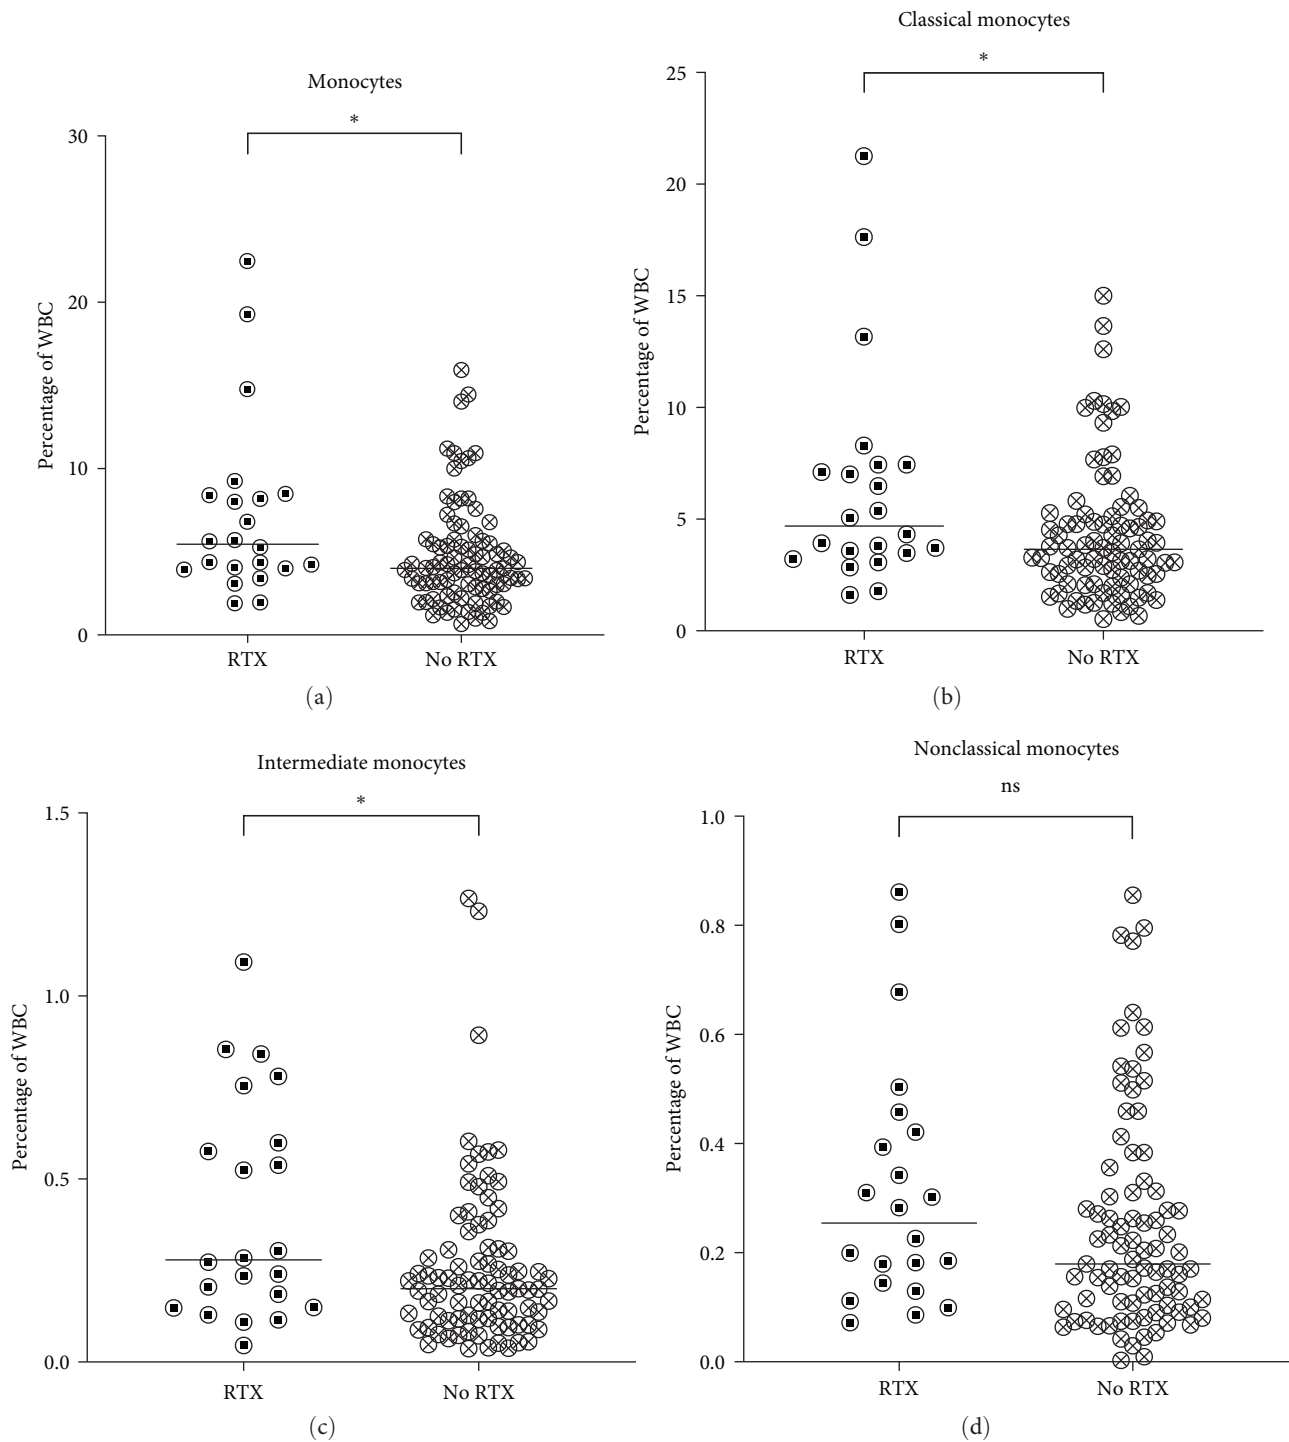 Monocytes
*
30
20
10
0
Percentage of WBC
RTX
No RTX
(a)
Classical monocytes
*
25
20
15
10
5
0
Percentage of WBC
RTX
No RTX
(b)
Intermediate monocytes
*
1.5
1.0
0.5
0.0
Percentage of WBC
RTX
No RTX
(c)
Nonclassical monocytes
ns
1.0
0.8
0.6
0.4
0.2
0.0
Percentage of WBC
RTX
No RTX
(d)